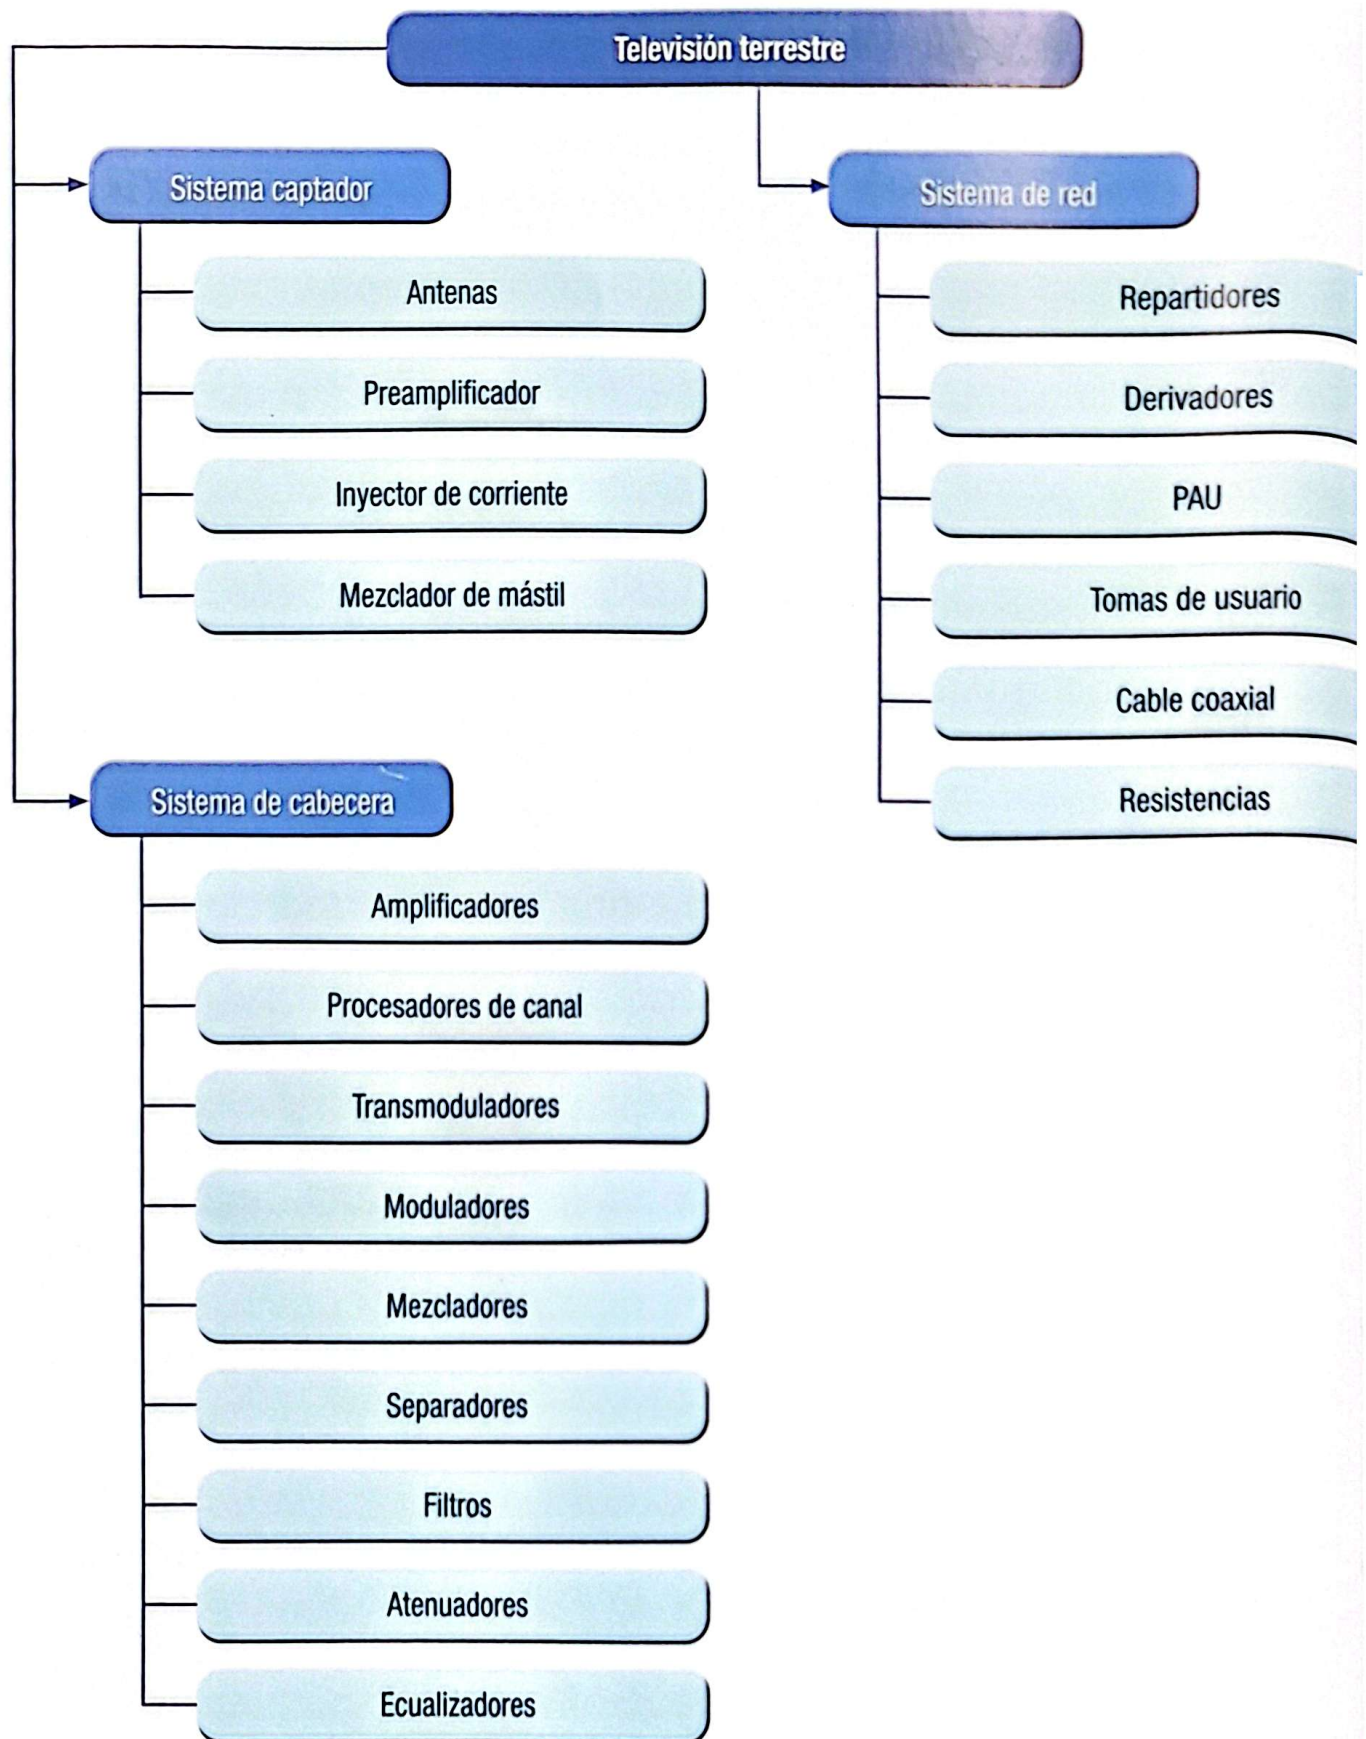 Televisión terrestre
Sistema captador
Antenas
Preamplificador
Inyector de corriente
Mezclador de mástil
Sistema de cabecera
Amplificadores
Procesadores de canal
Transmoduladores
Moduladores
Mezcladores
Separadores
Filtros
Atenuadores
Ecualizadores
Sistema de red
Repartidores
Derivadores
PAU
Tomas de usuario
Cable coaxial
Resistencias